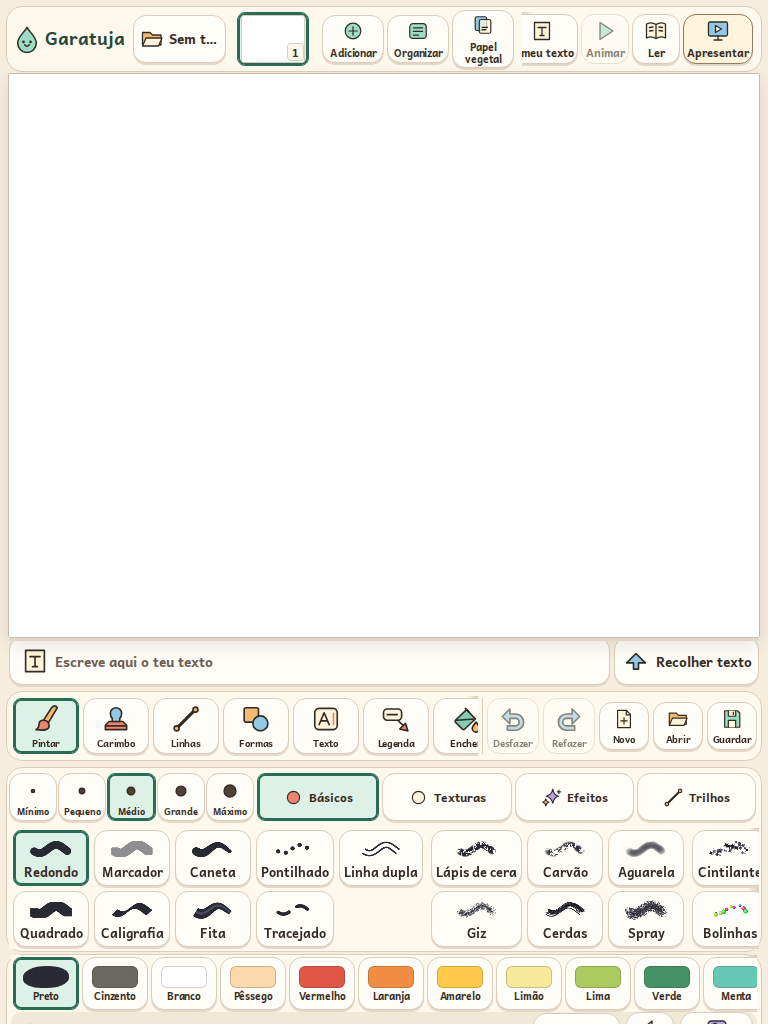 Garatuja
Sem t...
1
Adicionar
Organizar
Papel
vegetal
meu texto
Animar
Ler
Apresentar
Escreve aqui o teu texto
Recolher texto
Pintar
Carimbo
Linhas
Formas
Texto
Legenda
Enche
Desfazer
Refazer
Novo
Abrir
Guardar
Mínimo
Pequeno
Médio
Grande
Máximo
Básicos
Texturas
Efeitos
Trilhos
Redondo
Marcador
Caneta
Pontilhado
Linha dupla
Lápis de cera
Carvão
Aguarela
Cintilante
Quadrado
Caligrafia
Fita
Tracejado
Giz
Cerdas
Spray
Bolinhas
Preto
Cinzento
Branco
Pêssego
Vermelho
Laranja
Amarelo
Limão
Lima
Verde
Menta